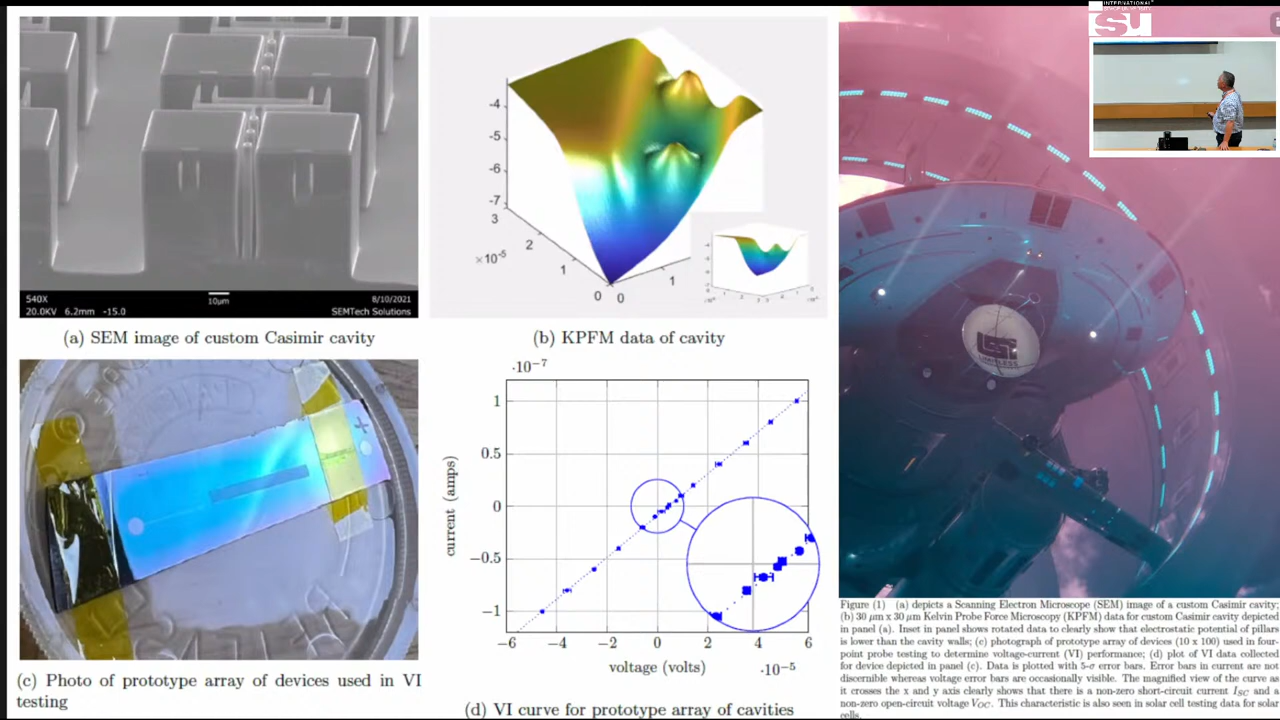 540X
10μm
8/10/2021
20.0KV 6.2mm -15.0
SEMTech Solutions
(a) SEM image of custom Casimir cavity
-4
-5
-6
-7
3
2
×10⁻⁵
1
0
0
1
(b) KPFM data of cavity
(c) Photo of prototype array of devices used in VI
testing
·10⁻⁷
1
0.5
0
−0.5
−1
current (amps)
−6
−4
−2
0
2
4
6
voltage (volts)
·10⁻⁵
(d) VI curve for prototype array of cavities
INTERNATIONAL
SPACE UNIVERSITY
LSI
LIMITLESS
Figure (1) (a) depicts a Scanning Electron Microscope (SEM) image of a custom Casimir cavity;
(b) 30 μm x 30 μm Kelvin Probe Force Microscopy (KPFM) data for custom Casimir cavity depicted
in panel (a). Inset in panel shows rotated data to clearly show that electrostatic potential of pillars
is lower than the cavity walls; (c) photograph of prototype array of devices (10 x 100) used in four-
point probe testing to determine voltage-current (VI) performance; (d) plot of VI data collected
for device depicted in panel (c). Data is plotted with 5-σ error bars. Error bars in current are not
discernible whereas voltage error bars are occasionally visible. The magnified view of the curve as
it crosses the x and y axis clearly shows that there is a non-zero short-circuit current I_SC and a
non-zero open-circuit voltage V_OC. This characteristic is also seen in solar cell testing data for solar
cells.